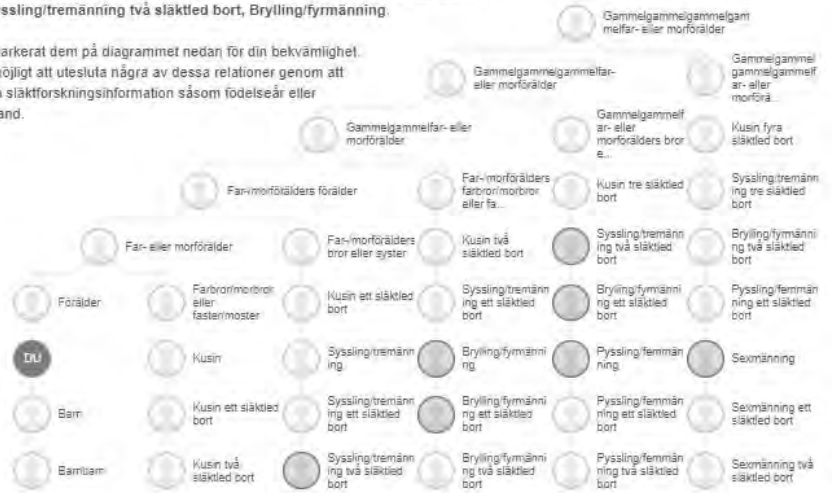 ssling/tremänning två släktled bort, Brylling/fyrmänning.
arkerat dem på diagrammet nedan för din bekvämlighet.
öjligt att utesluta några av dessa relationer genom att
släktforskningsinformation såsom födelseår eller
and.
Gammelgammelgammelgam
melfar- eller morförälder
Gammelgammelgammelfar-
eller morförälder
Gammelgammel
gammelgammelf
ar- eller
morförä...
Gammelgammelfar- eller
morförälder
Gammelgammelf
ar- eller
morförälders bror
e...
Kusin fyra
släktled bort
Far-/morförälders förälder
Far-/morförälders
farbror/morbror
eller fa...
Kusin tre släktled
bort
Syssling/tremänn
ing tre släktled
bort
Far- eller morförälder
Far-/morförälders
bror eller syster
Kusin två
släktled bort
Syssling/tremänn
ing två släktled
bort
Brylling/fyrmänni
ng två släktled
bort
Förälder
Farbror/morbror
eller
faster/moster
Kusin ett släktled
bort
Syssling/tremänn
ing ett släktled
bort
Brylling/fyrmänni
ng ett släktled
bort
Pyssling/femmän
ning ett släktled
bort
DU
Kusin
Syssling/tremänn
ing
Brylling/fyrmänni
ng
Pyssling/femmän
ning
Sexmänning
Barn
Kusin ett släktled
bort
Syssling/tremänn
ing ett släktled
bort
Brylling/fyrmänni
ng ett släktled
bort
Pyssling/femmän
ning ett släktled
bort
Sexmänning ett
släktled bort
Barnbarn
Kusin två
släktled bort
Syssling/tremänn
ing två släktled
bort
Brylling/fyrmänni
ng två släktled
bort
Pyssling/femmän
ning två släktled
bort
Sexmänning två
släktled bort